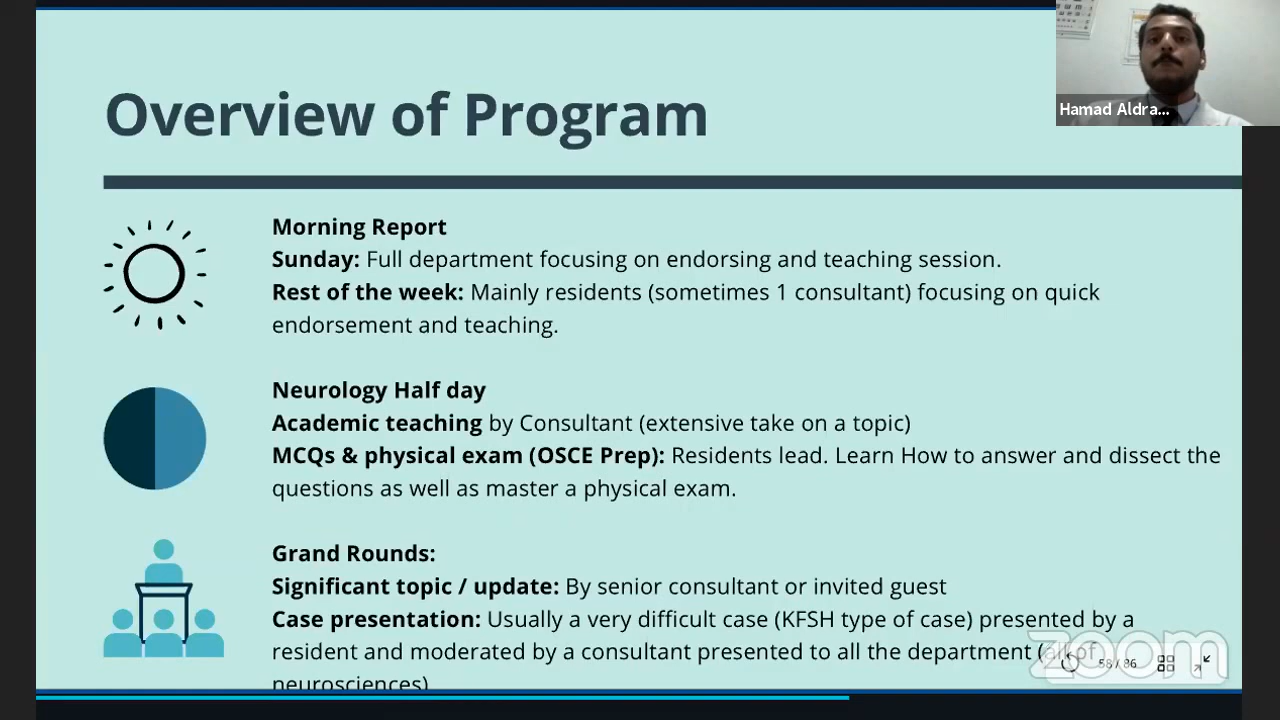 Overview of Program
Hamad Aldra...
Morning Report
Sunday: Full department focusing on endorsing and teaching session.
Rest of the week: Mainly residents (sometimes 1 consultant) focusing on quick
endorsement and teaching.
Neurology Half day
Academic teaching by Consultant (extensive take on a topic)
MCQs & physical exam (OSCE Prep): Residents lead. Learn How to answer and dissect the
questions as well as master a physical exam.
Grand Rounds:
Significant topic / update: By senior consultant or invited guest
Case presentation: Usually a very difficult case (KFSH type of case) presented by a
resident and moderated by a consultant presented to all the department (all of
neurosciences)
zoom
58 / 86